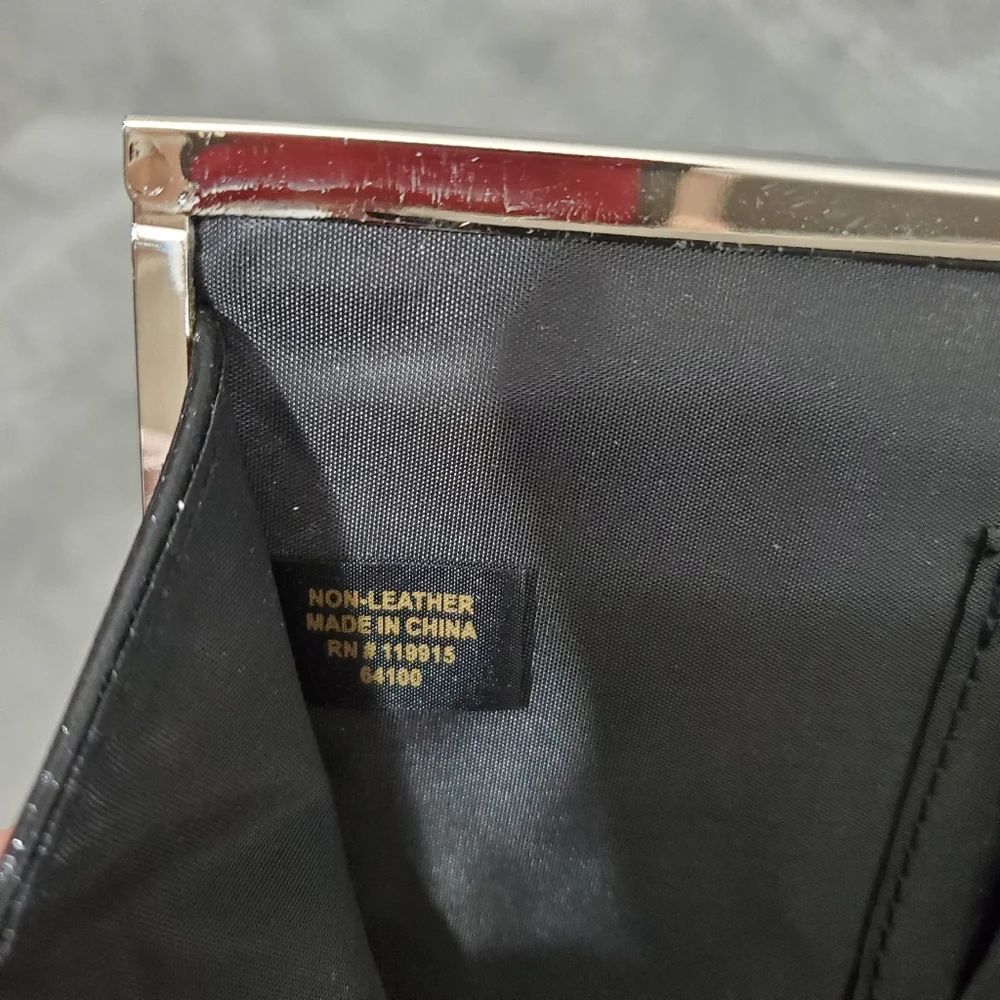 NON-LEATHER
MADE IN CHINA
RN # 119915
64100